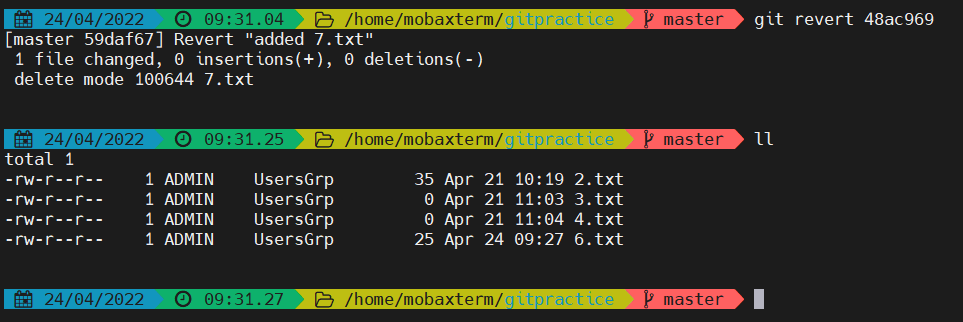 24/04/2022 09:31.04 /home/mobaxterm/gitpractice master git revert 48ac969
[master 59daf67] Revert "added 7.txt"
1 file changed, 0 insertions(+), 0 deletions(-)
delete mode 100644 7.txt
24/04/2022 09:31.25 /home/mobaxterm/gitpractice master ll
total 1
-rw-r--r-- 1 ADMIN UsersGrp 35 Apr 21 10:19 2.txt
-rw-r--r-- 1 ADMIN UsersGrp 0 Apr 21 11:03 3.txt
-rw-r--r-- 1 ADMIN UsersGrp 0 Apr 21 11:04 4.txt
-rw-r--r-- 1 ADMIN UsersGrp 25 Apr 24 09:27 6.txt
24/04/2022 09:31.27 /home/mobaxterm/gitpractice master